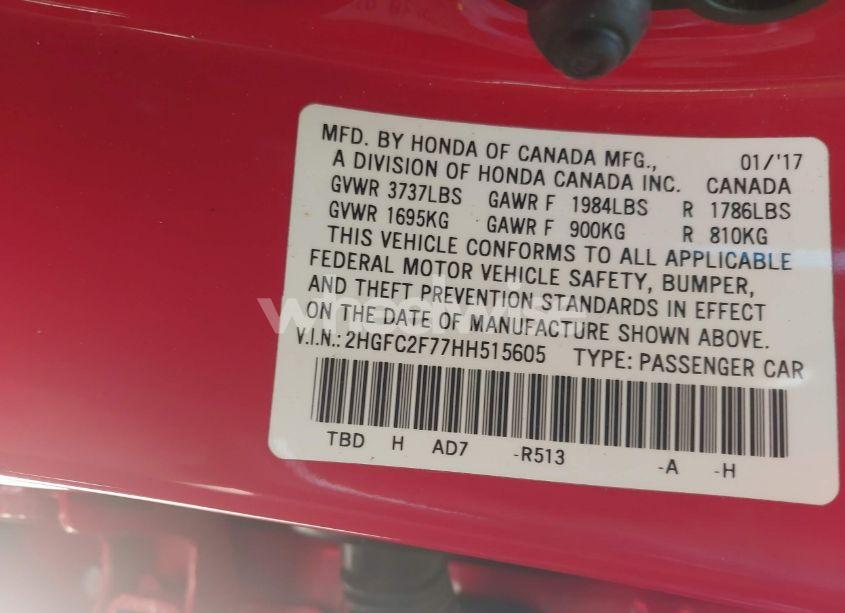 MFD. BY HONDA OF CANADA MFG., 01/'17
A DIVISION OF HONDA CANADA INC. CANADA
GVWR 3737LBS GAWR F 1984LBS R 1786LBS
GVWR 1695KG GAWR F 900KG R 810KG
THIS VEHICLE CONFORMS TO ALL APPLICABLE
FEDERAL MOTOR VEHICLE SAFETY, BUMPER,
AND THEFT PREVENTION STANDARDS IN EFFECT
ON THE DATE OF MANUFACTURE SHOWN ABOVE.
V.I.N.: 2HGFC2F77HH515605 TYPE: PASSENGER CAR
TBD H AD7 -R513 -A -H
wheelwise